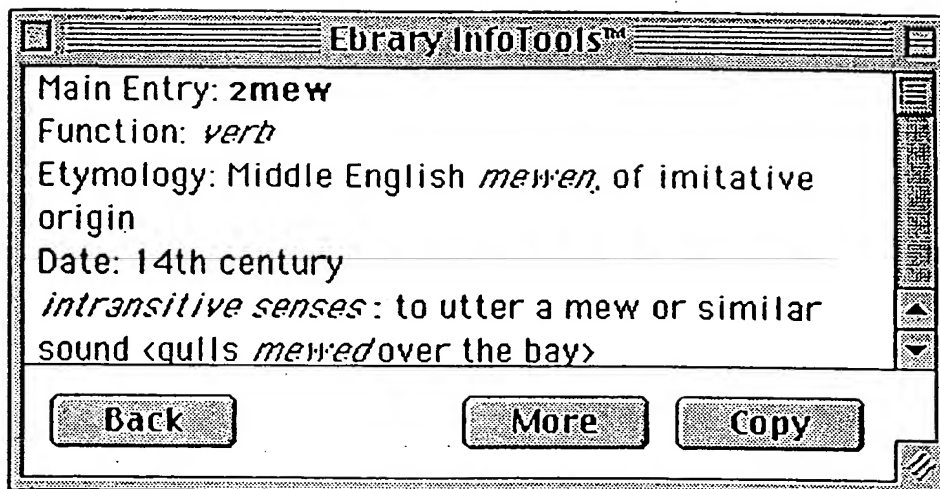 Ebrary InfoTools™
Main Entry: 2mew
Function: verb
Etymology: Middle English mewen, of imitative
origin
Date: 14th century
intransitive senses : to utter a mew or similar
sound <gulls mewed over the bay>
Back More Copy